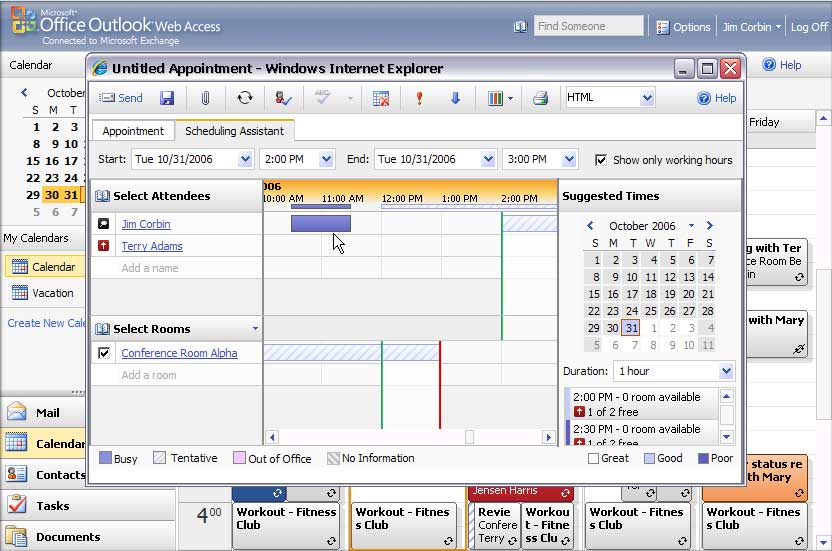 Microsoft
Office Outlook Web Access
Connected to Microsoft Exchange
Find Someone
Options
Jim Corbin
Log Off
Calendar
Help
October
S M T
1 2 3
8 9 10
15 16 17
22 23 24
29 30 31
5 6 7
My Calendars
Calendar
Vacation
Create New Cale
Mail
Calendar
Contacts
Tasks
Documents
Untitled Appointment - Windows Internet Explorer
Send
ABC
HTML
Help
Appointment
Scheduling Assistant
Start: Tue 10/31/2006 2:00 PM End: Tue 10/31/2006 3:00 PM Show only working hours
Select Attendees
Jim Corbin
Terry Adams
Add a name
Select Rooms
Conference Room Alpha
Add a room
006
10:00 AM 11:00 AM 12:00 PM 1:00 PM 2:00 PM
Suggested Times
October 2006
S M T W T F S
1 2 3 4 5 6 7
8 9 10 11 12 13 14
15 16 17 18 19 20 21
22 23 24 25 26 27 28
29 30 31 1 2 3 4
5 6 7 8 9 10 11
Duration: 1 hour
2:00 PM - 0 room available
1 of 2 free
2:30 PM - 0 room available
1 of 2 free
Busy Tentative Out of Office No Information
Great Good Poor
Friday
g with Ter
ce Room Be
in
with Mary
y status re
th Mary
Jensen Harris
4 00
Workout - Fitness
Club
Workout - Fitnes
s Club
Revie
Confere
Terry
Workou
t - Fitne
ss Clu
Workout - Fitnes
s Club
Workout - Fitnes
s Club